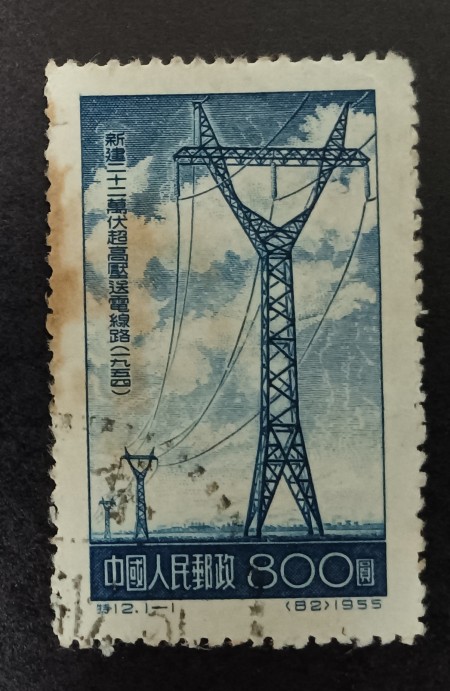 新建二十二萬伏超高壓送電線路(一九五四)
中國人民郵政 800圓
特12.1—1 (82)1955